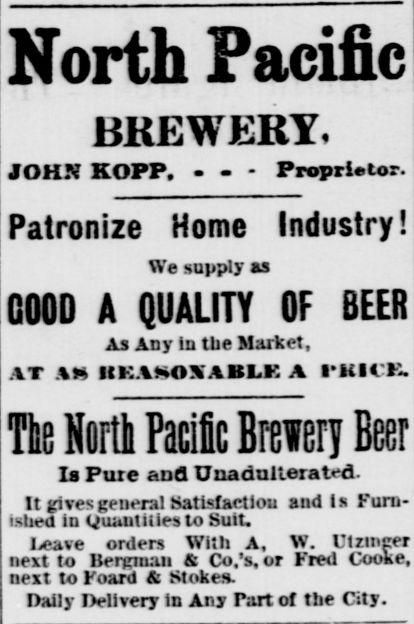 North Pacific
BREWERY,
JOHN KOPP, - - - Proprietor.
Patronize Home Industry!
We supply as
GOOD A QUALITY OF BEER
As Any in the Market,
AT AS REASONABLE A PRICE.
The North Pacific Brewery Beer
Is Pure and Unadulterated.
It gives general Satisfaction and is Furn-
ished in Quantities to Suit.
Leave orders With A, W. Utzinger
next to Bergman & Co,'s, or Fred Cooke,
next to Foard & Stokes.
Daily Delivery in Any Part of the City.